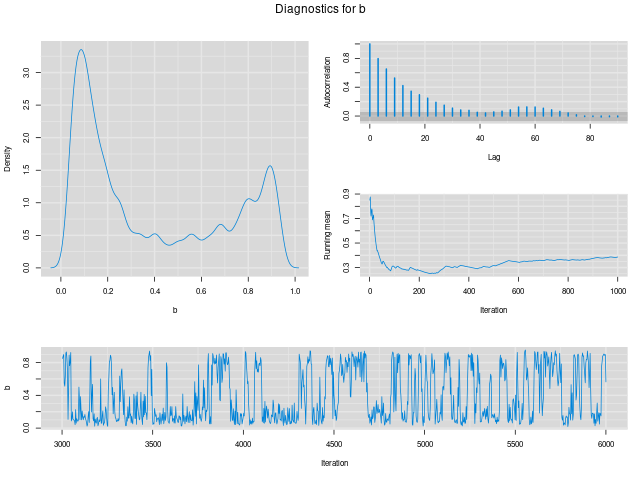 Diagnostics for b
Density
0.0 0.5 1.0 1.5 2.0 2.5 3.0
0.0 0.2 0.4 0.6 0.8 1.0
b
Autocorrelation
0.0 0.4 0.8
0 20 40 60 80
Lag
Running mean
0.3 0.5 0.7 0.9
0 200 400 600 800 1000
Iteration
b
0.0 0.4 0.8
3000 3500 4000 4500 5000 5500 6000
Iteration